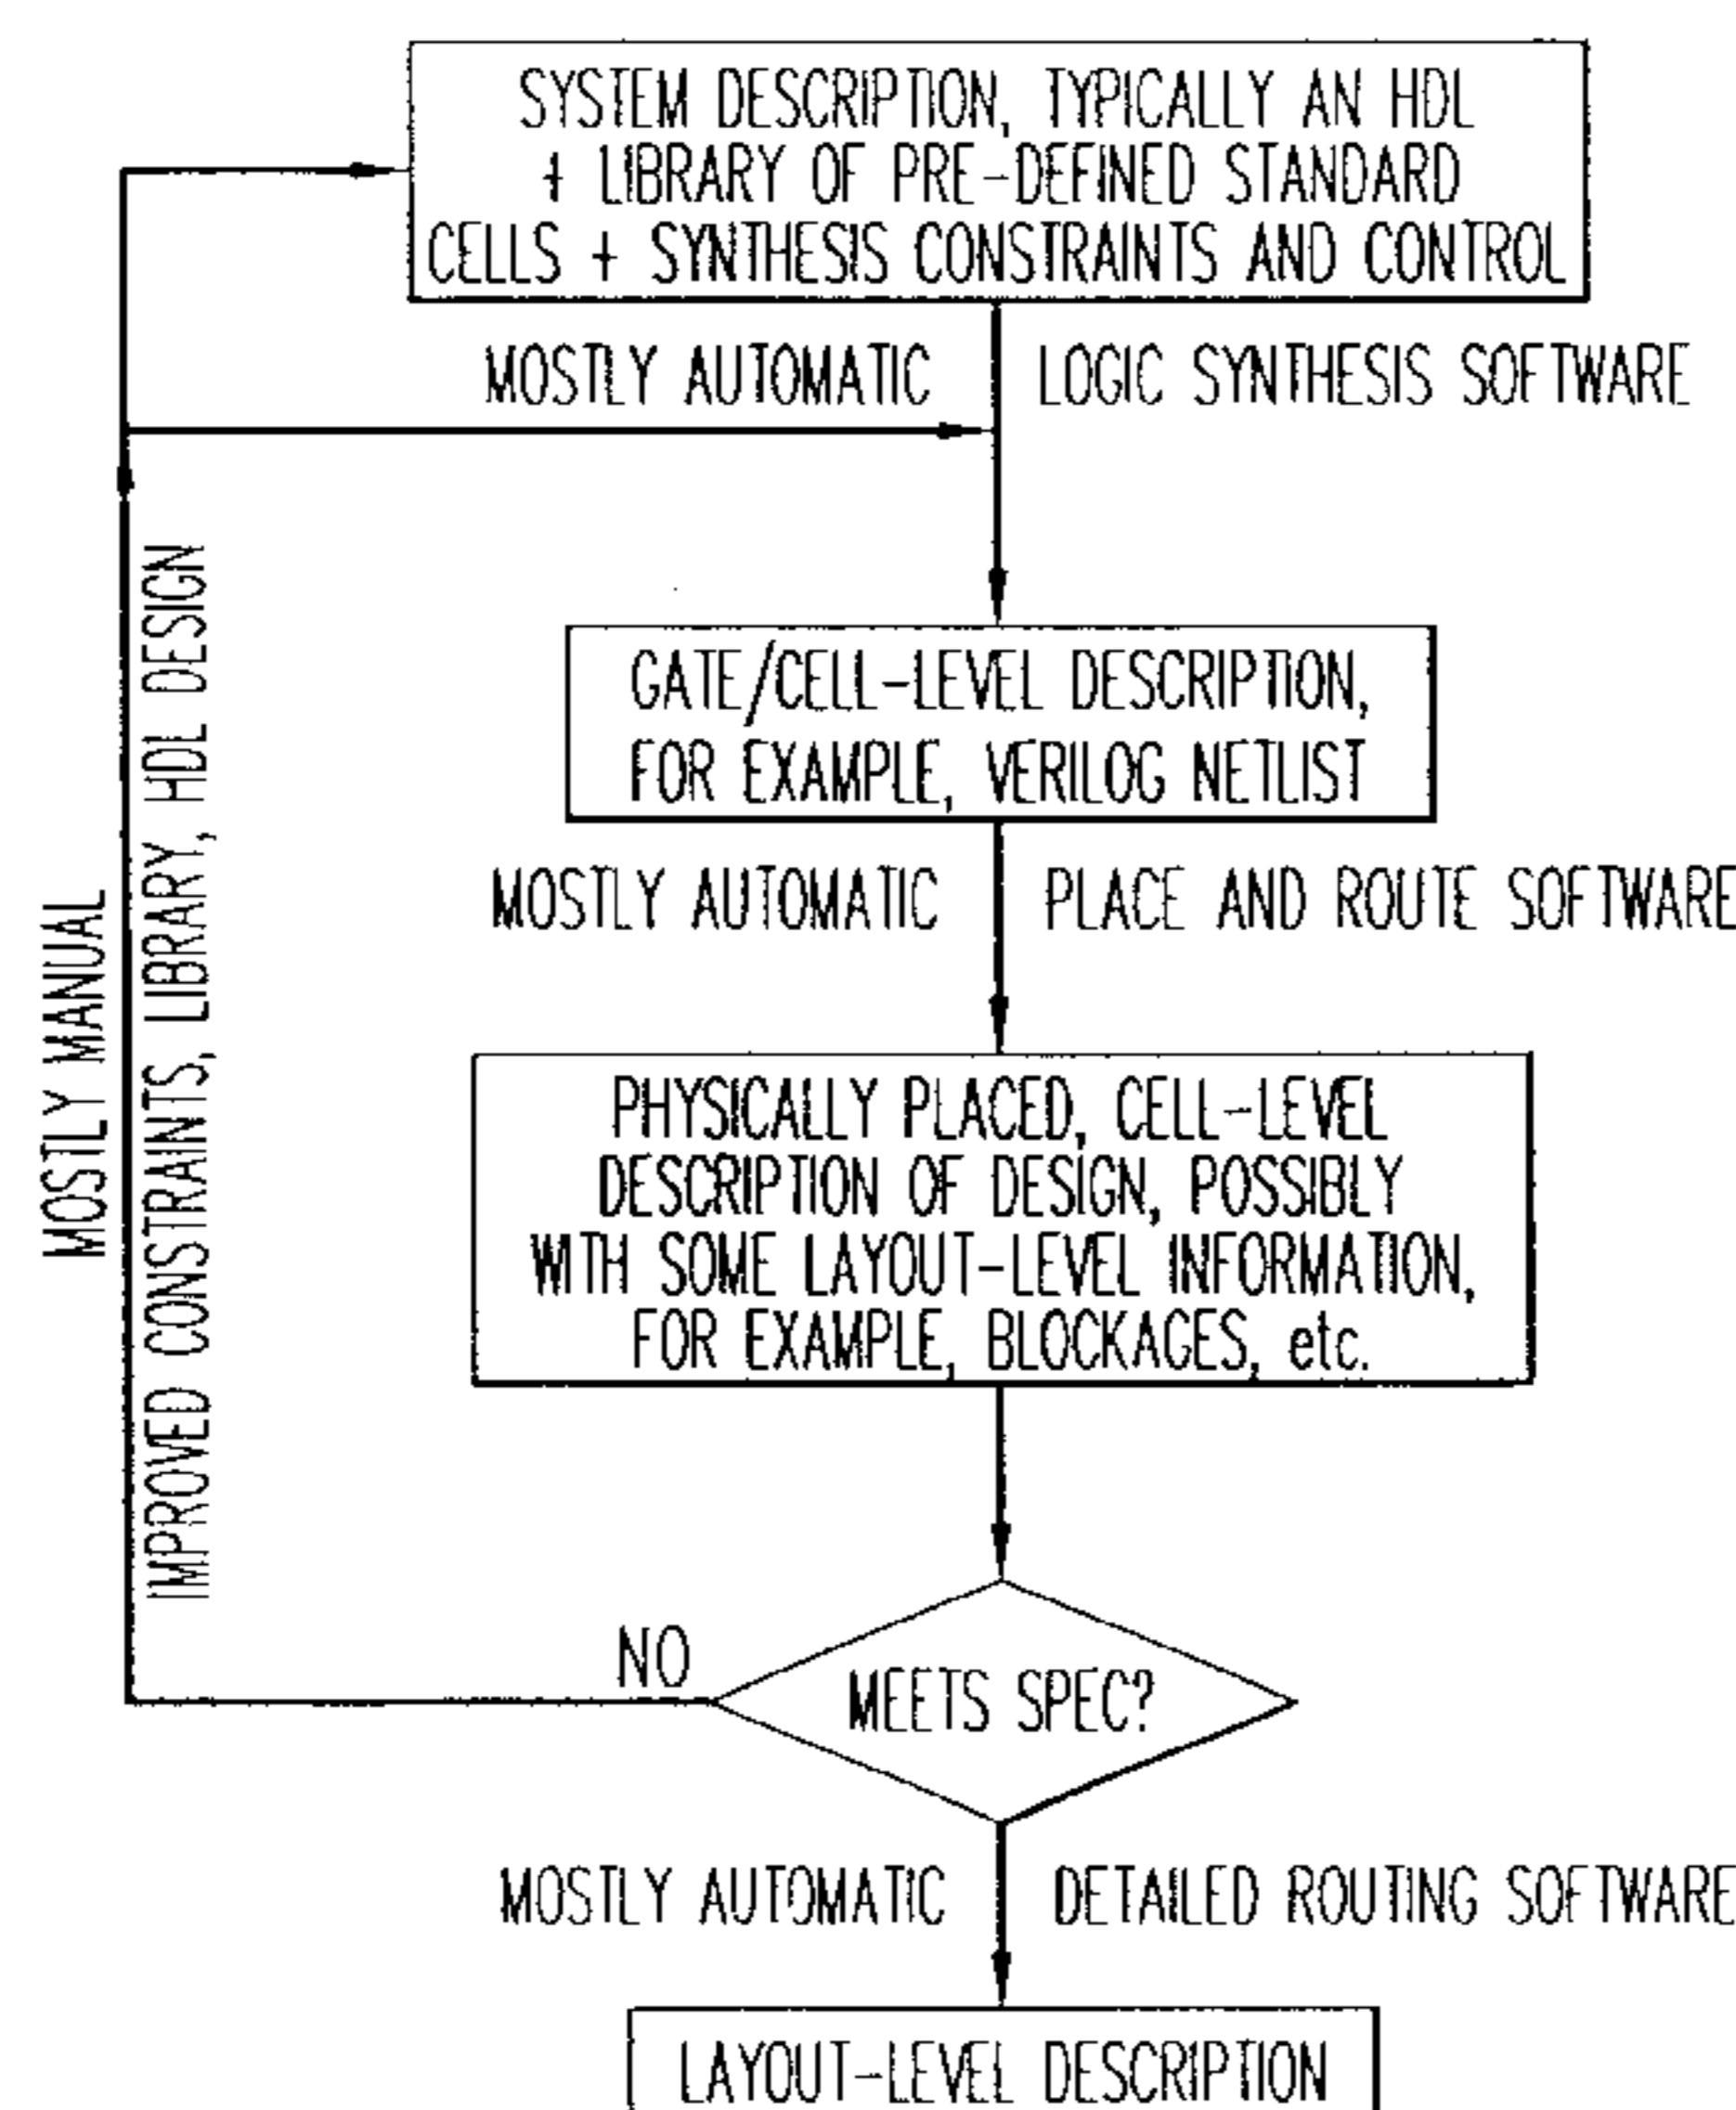 SYSTEM DESCRIPTION, TYPICALLY AN HDL
+ LIBRARY OF PRE-DEFINED STANDARD
CELLS + SYNTHESIS CONSTRAINTS AND CONTROL
MOSTLY AUTOMATIC
LOGIC SYNTHESIS SOFTWARE
GATE/CELL-LEVEL DESCRIPTION,
FOR EXAMPLE, VERILOG NETLIST
MOSTLY AUTOMATIC
PLACE AND ROUTE SOFTWARE
MOSTLY MANUAL
IMPROVED CONSTRAINTS, LIBRARY, HDL DESIGN
PHYSICALLY PLACED, CELL-LEVEL
DESCRIPTION OF DESIGN, POSSIBLY
WITH SOME LAYOUT-LEVEL INFORMATION,
FOR EXAMPLE, BLOCKAGES, etc.
NO
MEETS SPEC?
MOSTLY AUTOMATIC
DETAILED ROUTING SOFTWARE
LAYOUT-LEVEL DESCRIPTION